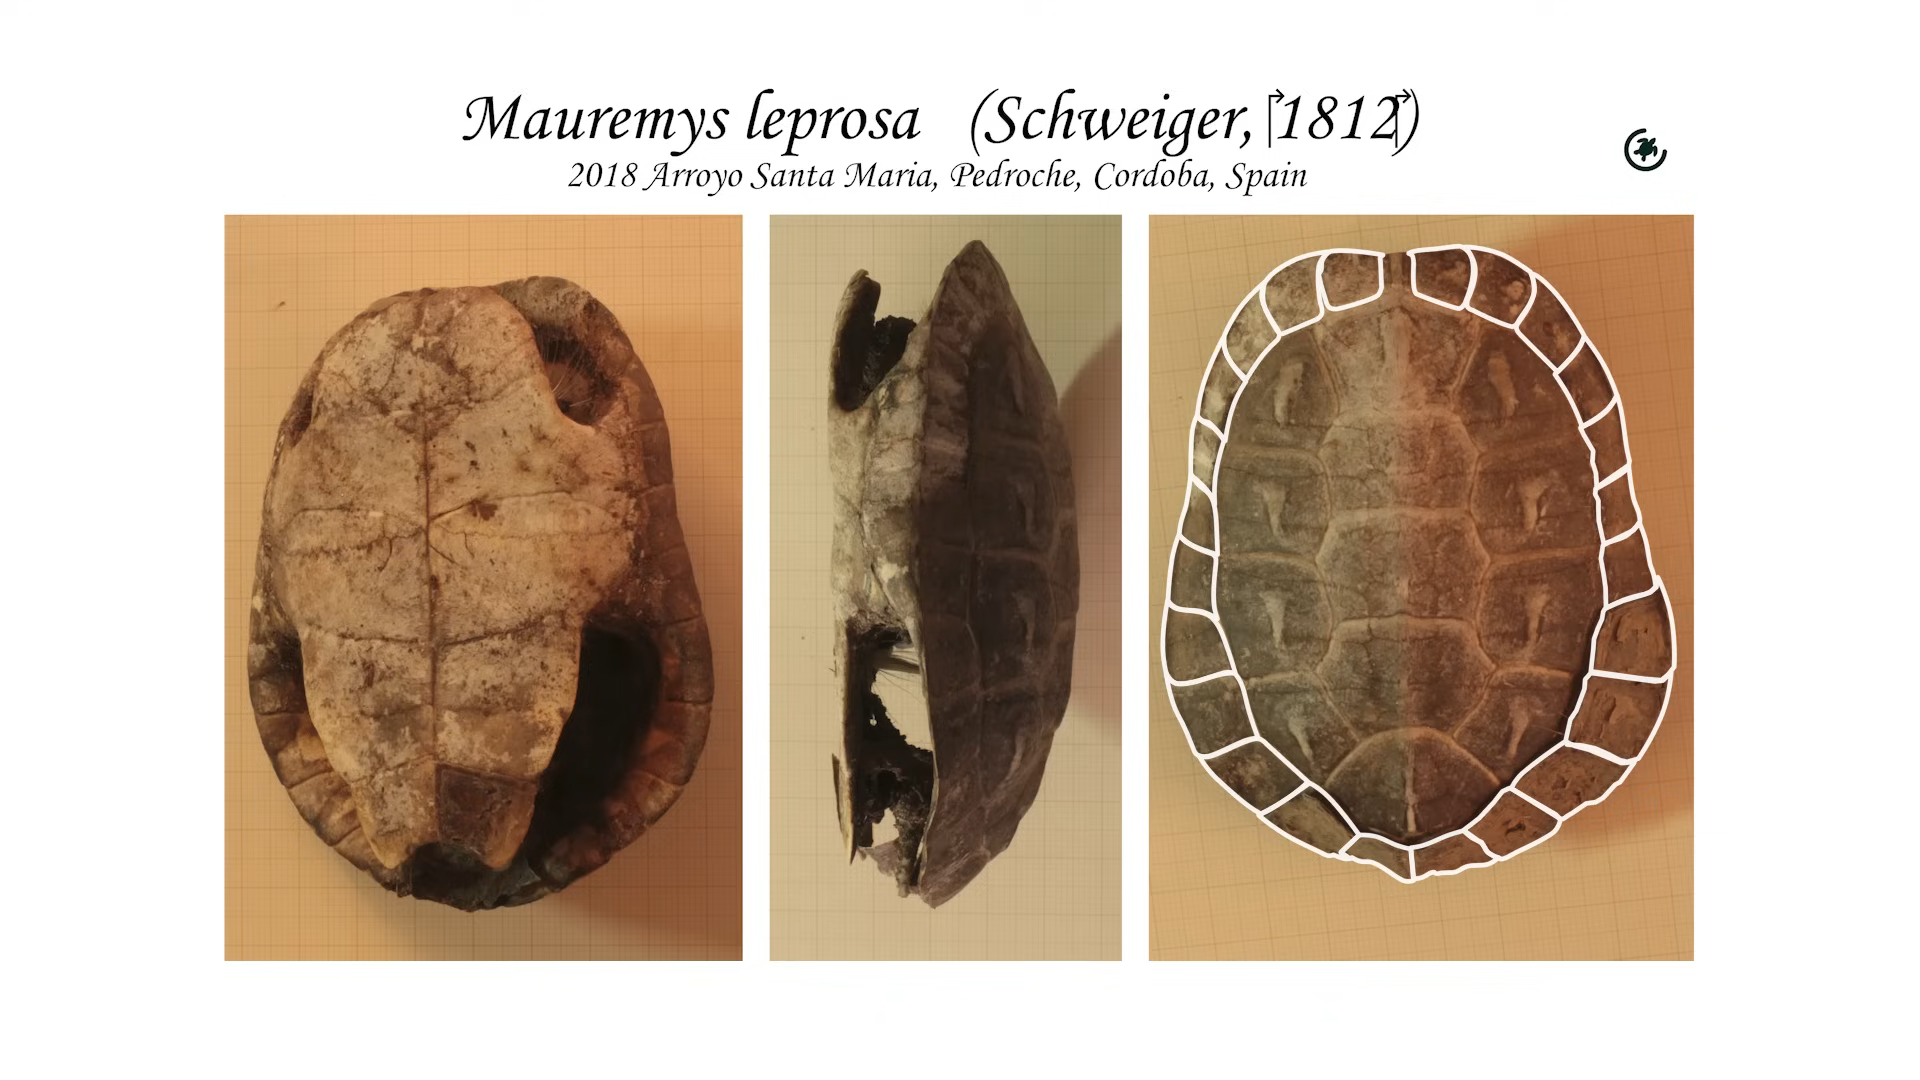 Mauremys leprosa (Schweiger, 1812)
2018 Arroyo Santa Maria, Pedroche, Cordoba, Spain